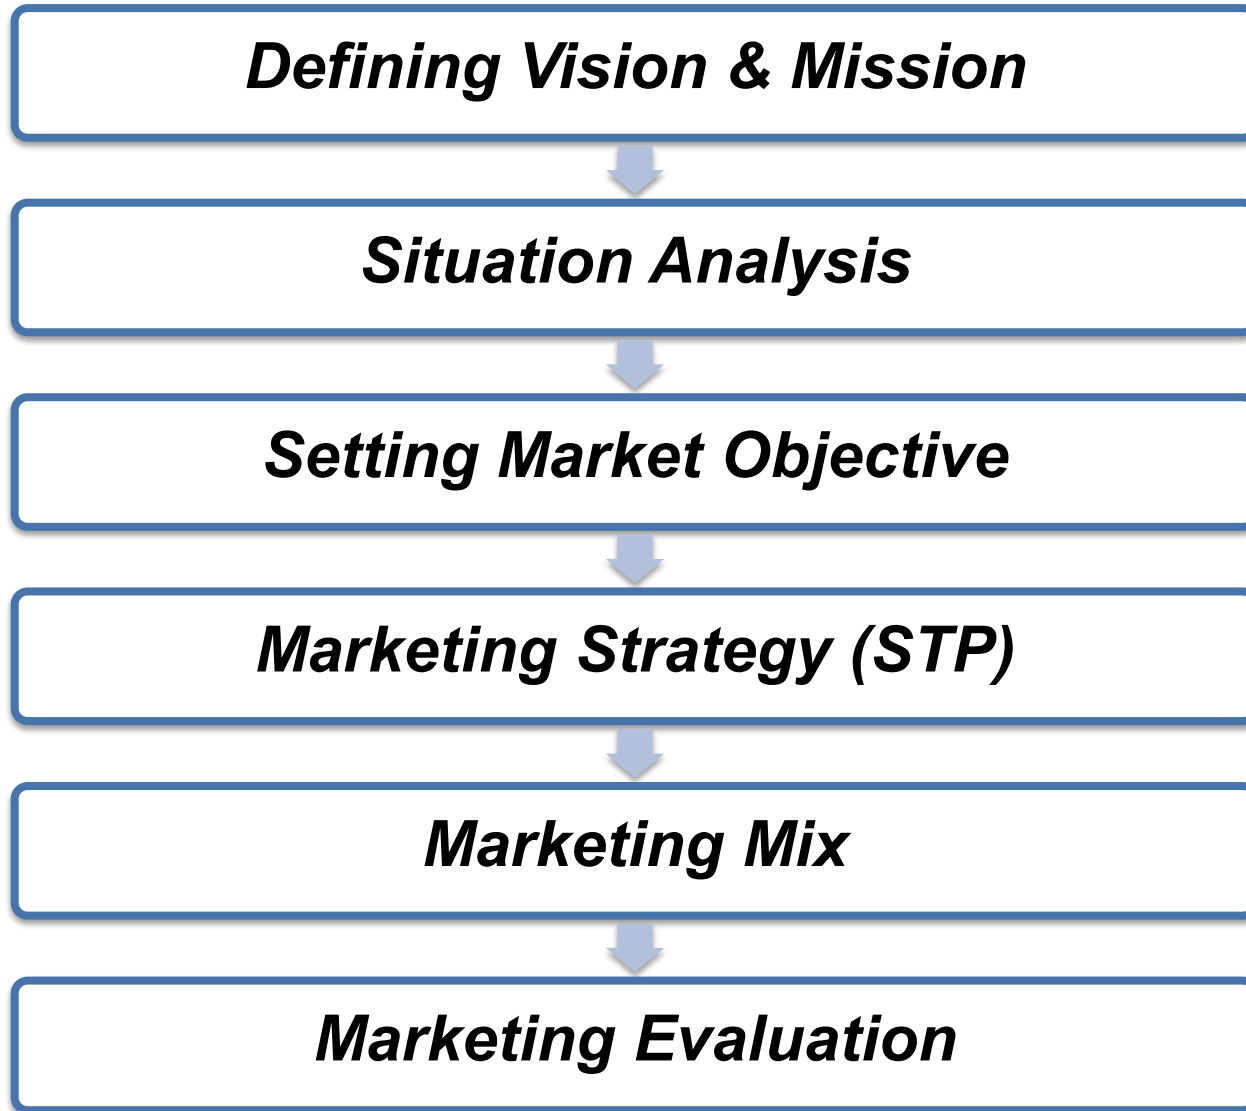 Defining Vision & Mission
Situation Analysis
Setting Market Objective
Marketing Strategy (STP)
Marketing Mix
Marketing Evaluation